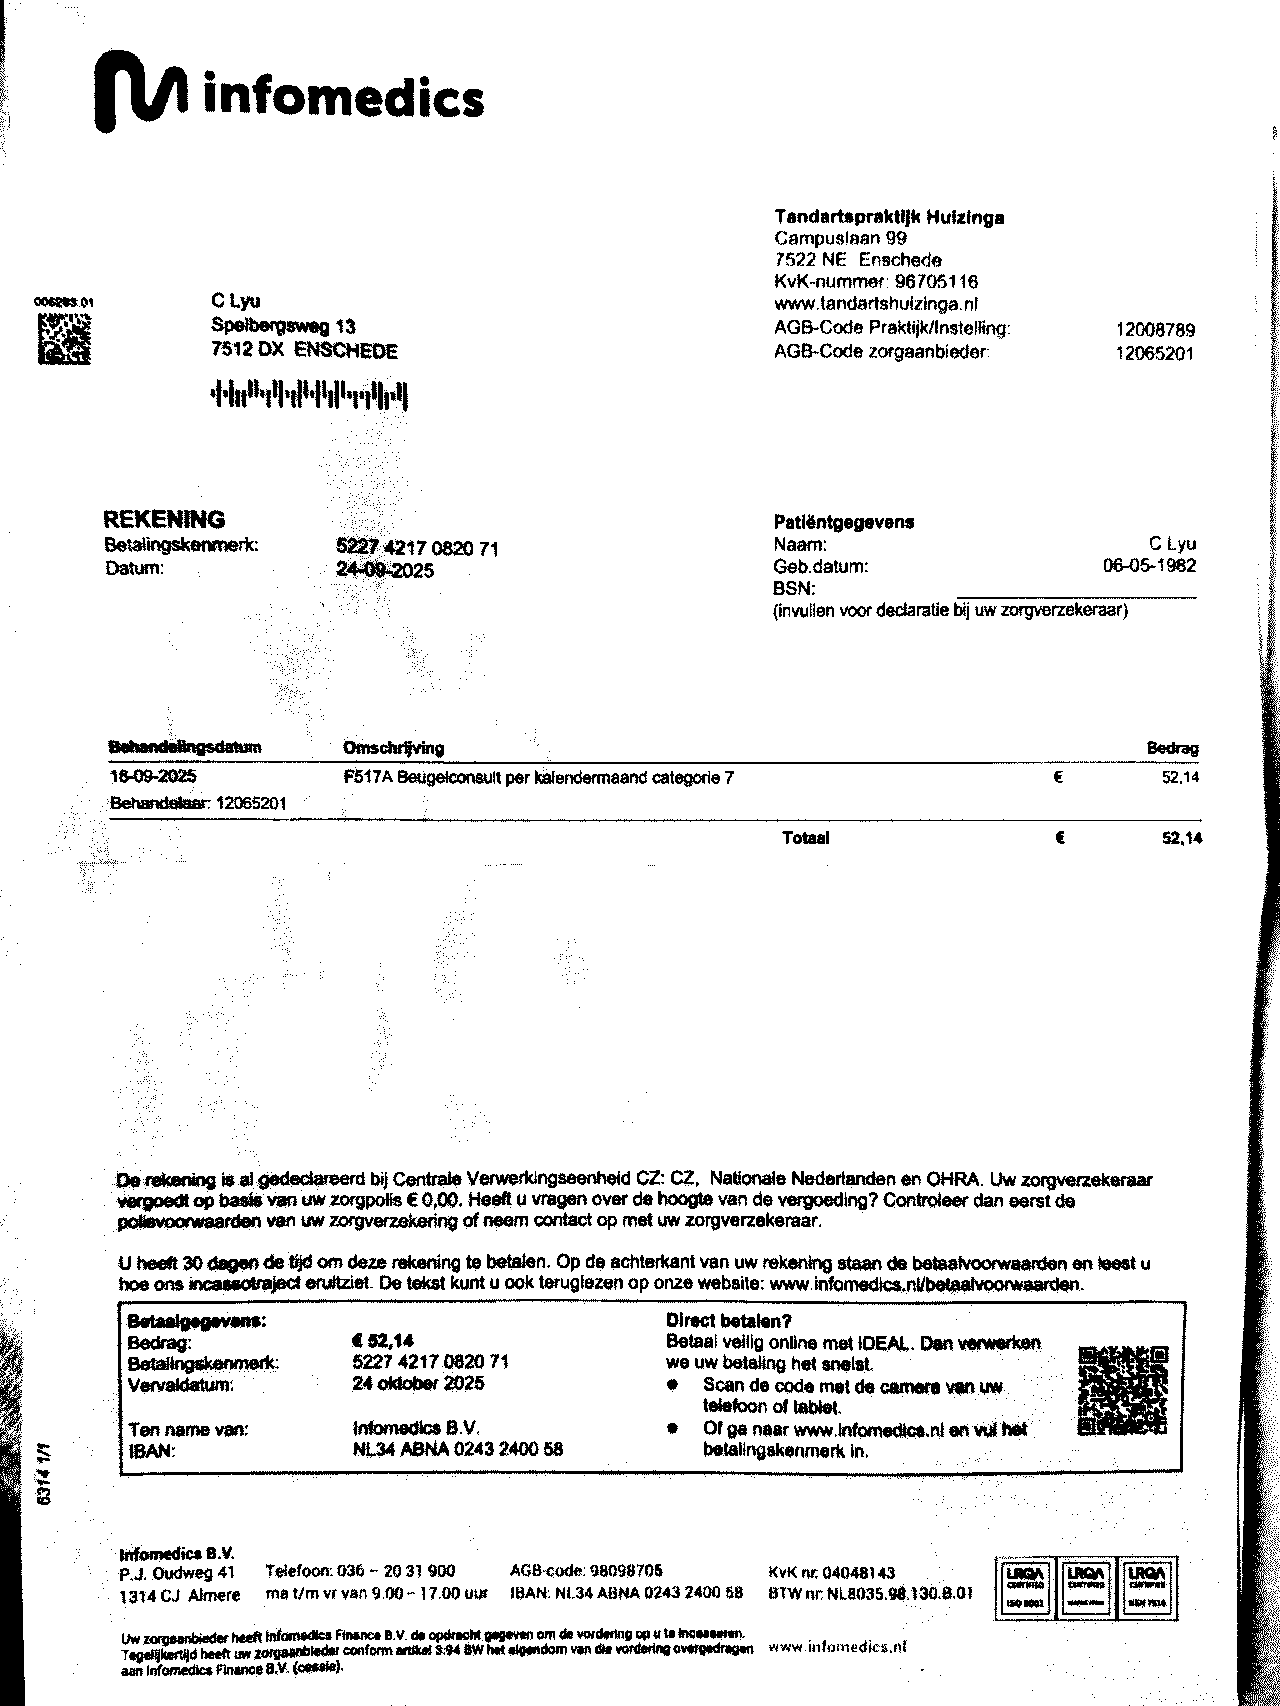 infomedics
Tandartspraktijk Huizinga
Campuslaan 99
7522 NE Enschede
KvK-nummer: 96705116
www.tandartshuizinga.nl
AGB-Code Praktijk/Instelling: 12008789
AGB-Code zorgaanbieder: 12065201
006293.01
C Lyu
Spelbergsweg 13
7512 DX ENSCHEDE
REKENING
Betalingskenmerk: 5227 4217 0820 71
Datum: 24-09-2025
Patiëntgegevens
Naam: C Lyu
Geb.datum: 06-05-1982
BSN:
(invullen voor declaratie bij uw zorgverzekeraar)
Behandelingsdatum Omschrijving Bedrag
16-09-2025 F517A Beugelconsult per kalendermaand categorie 7 € 52,14
Behandelaar: 12065201
Totaal € 52,14
De rekening is al gedeclareerd bij Centrale Verwerkingseenheid CZ: CZ, Nationale Nederlanden en OHRA. Uw zorgverzekeraar
vergoedt op basis van uw zorgpolis € 0,00. Heeft u vragen over de hoogte van de vergoeding? Controleer dan eerst de
polisvoorwaarden van uw zorgverzekering of neem contact op met uw zorgverzekeraar.
U heeft 30 dagen de tijd om deze rekening te betalen. Op de achterkant van uw rekening staan de betaalvoorwaarden en leest u
hoe ons incassotraject eruitziet. De tekst kunt u ook teruglezen op onze website: www.infomedics.nl/betaalvoorwaarden.
Betaalgegevens:
Bedrag: € 52,14
Betalingskenmerk: 5227 4217 0820 71
Vervaldatum: 24 oktober 2025
Ten name van: Infomedics B.V.
IBAN: NL34 ABNA 0243 2400 58
Direct betalen?
Betaal veilig online met iDEAL. Dan verwerken
we uw betaling het snelst.
● Scan de code met de camera van uw
telefoon of tablet.
● Of ga naar www.infomedics.nl en vul het
betalingskenmerk in.
6314 1/1
Infomedics B.V.
P.J. Oudweg 41 Telefoon: 036 – 20 31 900 AGB-code: 98098705 KvK nr. 04048143
1314 CJ Almere ma t/m vr van 9.00 – 17.00 uur IBAN: NL34 ABNA 0243 2400 58 BTW nr. NL8035.98.130.B.01
LRQA CERTIFIED ISO 9001
LRQA CERTIFIED
LRQA CERTIFIED NEN 7510
Uw zorgaanbieder heeft Infomedics Finance B.V. de opdracht gegeven om de vordering op u te incasseren.
Tegelijkertijd heeft uw zorgaanbieder conform artikel 3:94 BW het eigendom van die vordering overgedragen
aan Infomedics Finance B.V. (cessie).
www.infomedics.nl